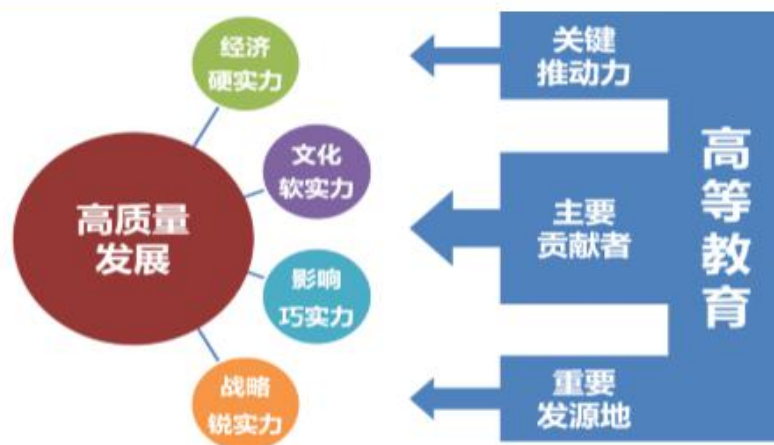 经济
硬实力
文化
软实力
高质量
发展
影响
巧实力
战略
锐实力
关键
推动力
主要
贡献者
重要
发源地
高等教育